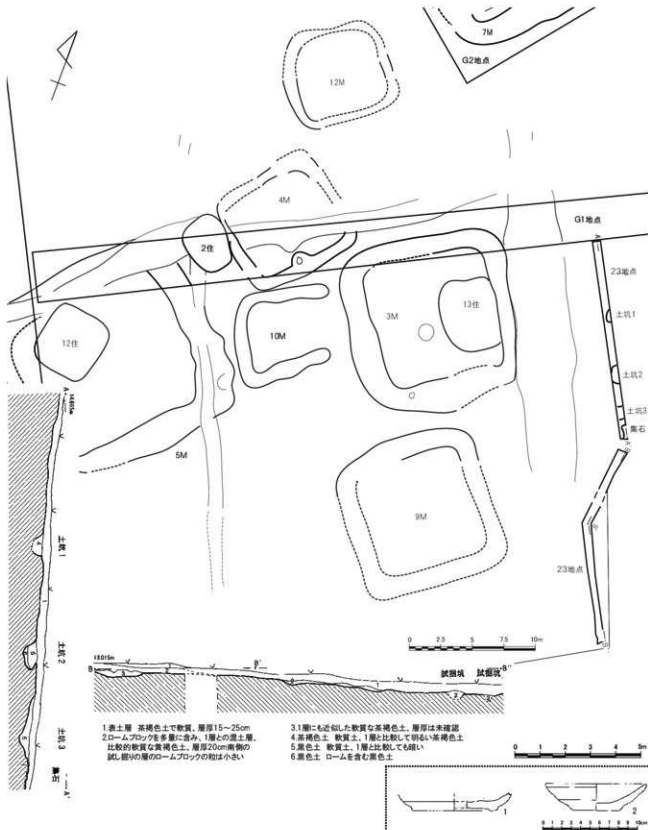 7M
G2地点
12M
4M
G1地点
2住
A
23地点
3M
13住
土坑1
12住
10M
土坑2
土坑3
集石
5M
9M
23地点
A
土坑1
土坑2
土坑3
集石
A'
0 2.5 5 7.5 10m
B
B'
試掘坑
試掘坑
B''
1.表土層 茶褐色土で軟質、層厚15〜25cm
2.ロームブロックを多量に含み、1層との混土層、
比較的軟質な黄褐色土、層厚20cm南側の
試し掘りの層のロームブロックの粒は小さい
3.1層にも近似した軟質な茶褐色土、層厚は未確認
4.茶褐色土 軟質土、1層と比較して明るい茶褐色土
5.黒色土 軟質土、1層と比較しても暗い
6.黒色土 ロームを含む黒色土
0 1 2 3 4 5m
1
2
0 1 2 3 4 5 6 7 8 9 10cm